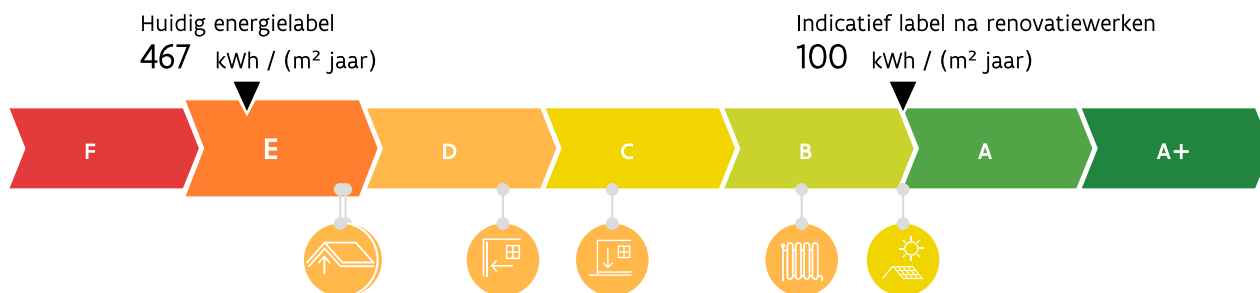 Huidig energielabel
467 kWh / (m² jaar)
Indicatief label na renovatiewerken
100 kWh / (m² jaar)
F E D C B A A+